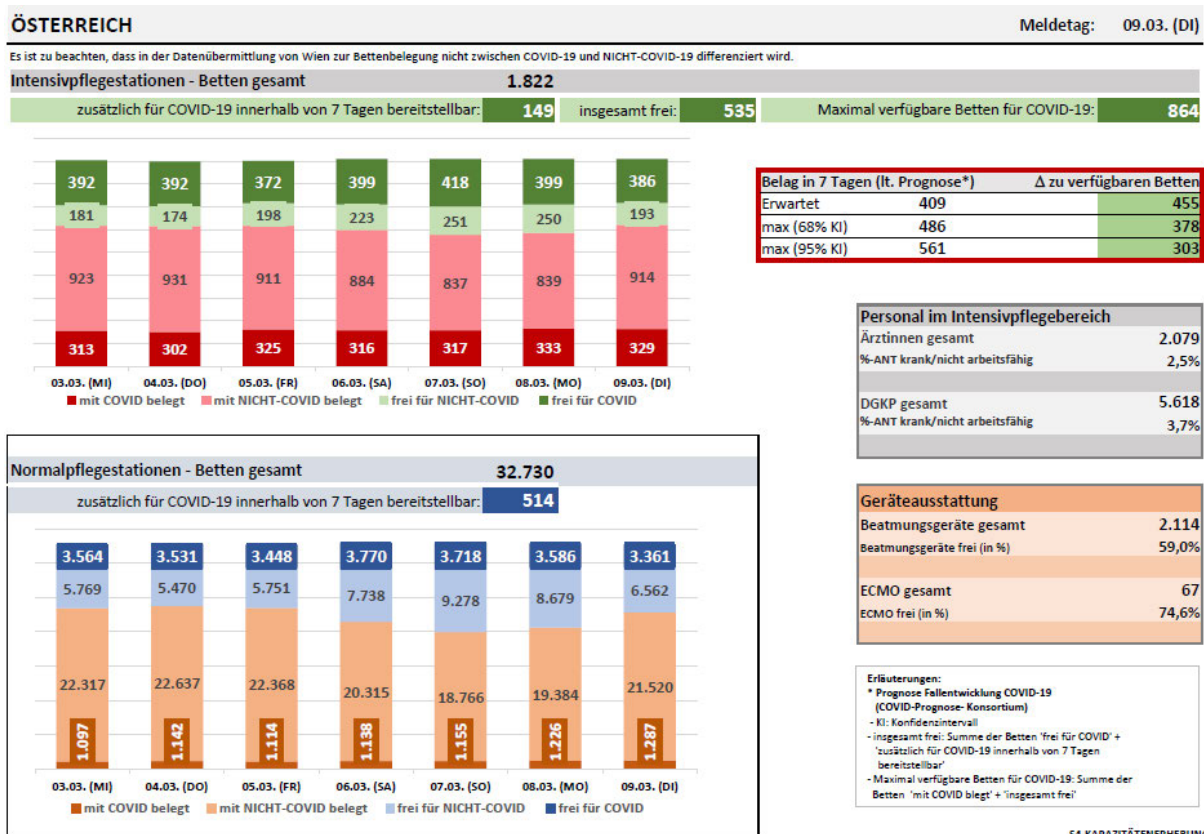 ÖSTERREICH Meldetag: 09.03. (DI)
Es ist zu beachten, dass in der Datenübermittlung von Wien zur Bettenbelegung nicht zwischen COVID-19 und NICHT-COVID-19 differenziert wird.
Intensivpflegestationen - Betten gesamt 1.822
zusätzlich für COVID-19 innerhalb von 7 Tagen bereitstellbar: 149 insgesamt frei: 535 Maximal verfügbare Betten für COVID-19: 864
392 392 372 399 418 399 386
181 174 198 223 251 250 193
923 931 911 884 837 839 914
313 302 325 316 317 333 329
03.03. (MI) 04.03. (DO) 05.03. (FR) 06.03. (SA) 07.03. (SO) 08.03. (MO) 09.03. (DI)
mit COVID belegt mit NICHT-COVID belegt frei für NICHT-COVID frei für COVID
Belag in 7 Tagen (lt. Prognose*) Δ zu verfügbaren Betten
Erwartet 409 455
max (68% KI) 486 378
max (95% KI) 561 303
Personal im Intensivpflegebereich
Ärztinnen gesamt 2.079
%-ANT krank/nicht arbeitsfähig 2,5%
DGKP gesamt 5.618
%-ANT krank/nicht arbeitsfähig 3,7%
Normalpflegestationen - Betten gesamt 32.730
zusätzlich für COVID-19 innerhalb von 7 Tagen bereitstellbar: 514
3.564 3.531 3.448 3.770 3.718 3.586 3.361
5.769 5.470 5.751 7.738 9.278 8.679 6.562
22.317 22.637 22.368 20.315 18.766 19.384 21.520
1.097 1.142 1.114 1.138 1.155 1.226 1.287
03.03. (MI) 04.03. (DO) 05.03. (FR) 06.03. (SA) 07.03. (SO) 08.03. (MO) 09.03. (DI)
mit COVID belegt mit NICHT-COVID belegt frei für NICHT-COVID frei für COVID
Geräteausstattung
Beatmungsgeräte gesamt 2.114
Beatmungsgeräte frei (in %) 59,0%
ECMO gesamt 67
ECMO frei (in %) 74,6%
Erläuterungen:
* Prognose Fallentwicklung COVID-19
(COVID-Prognose- Konsortium)
- KI: Konfidenzintervall
- insgesamt frei: Summe der Betten 'frei für COVID' +
'zusätzlich für COVID-19 innerhalb von 7 Tagen
bereitstellbar'
- Maximal verfügbare Betten für COVID-19: Summe der
Betten 'mit COVID blegt' + 'insgesamt frei'